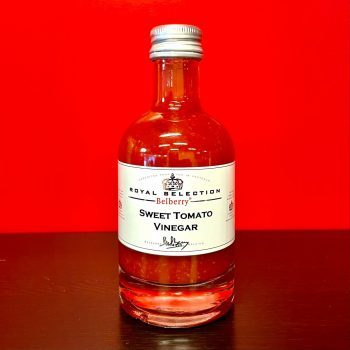 ROYAL SELECTION
Belberry
SWEET TOMATO
VINEGAR